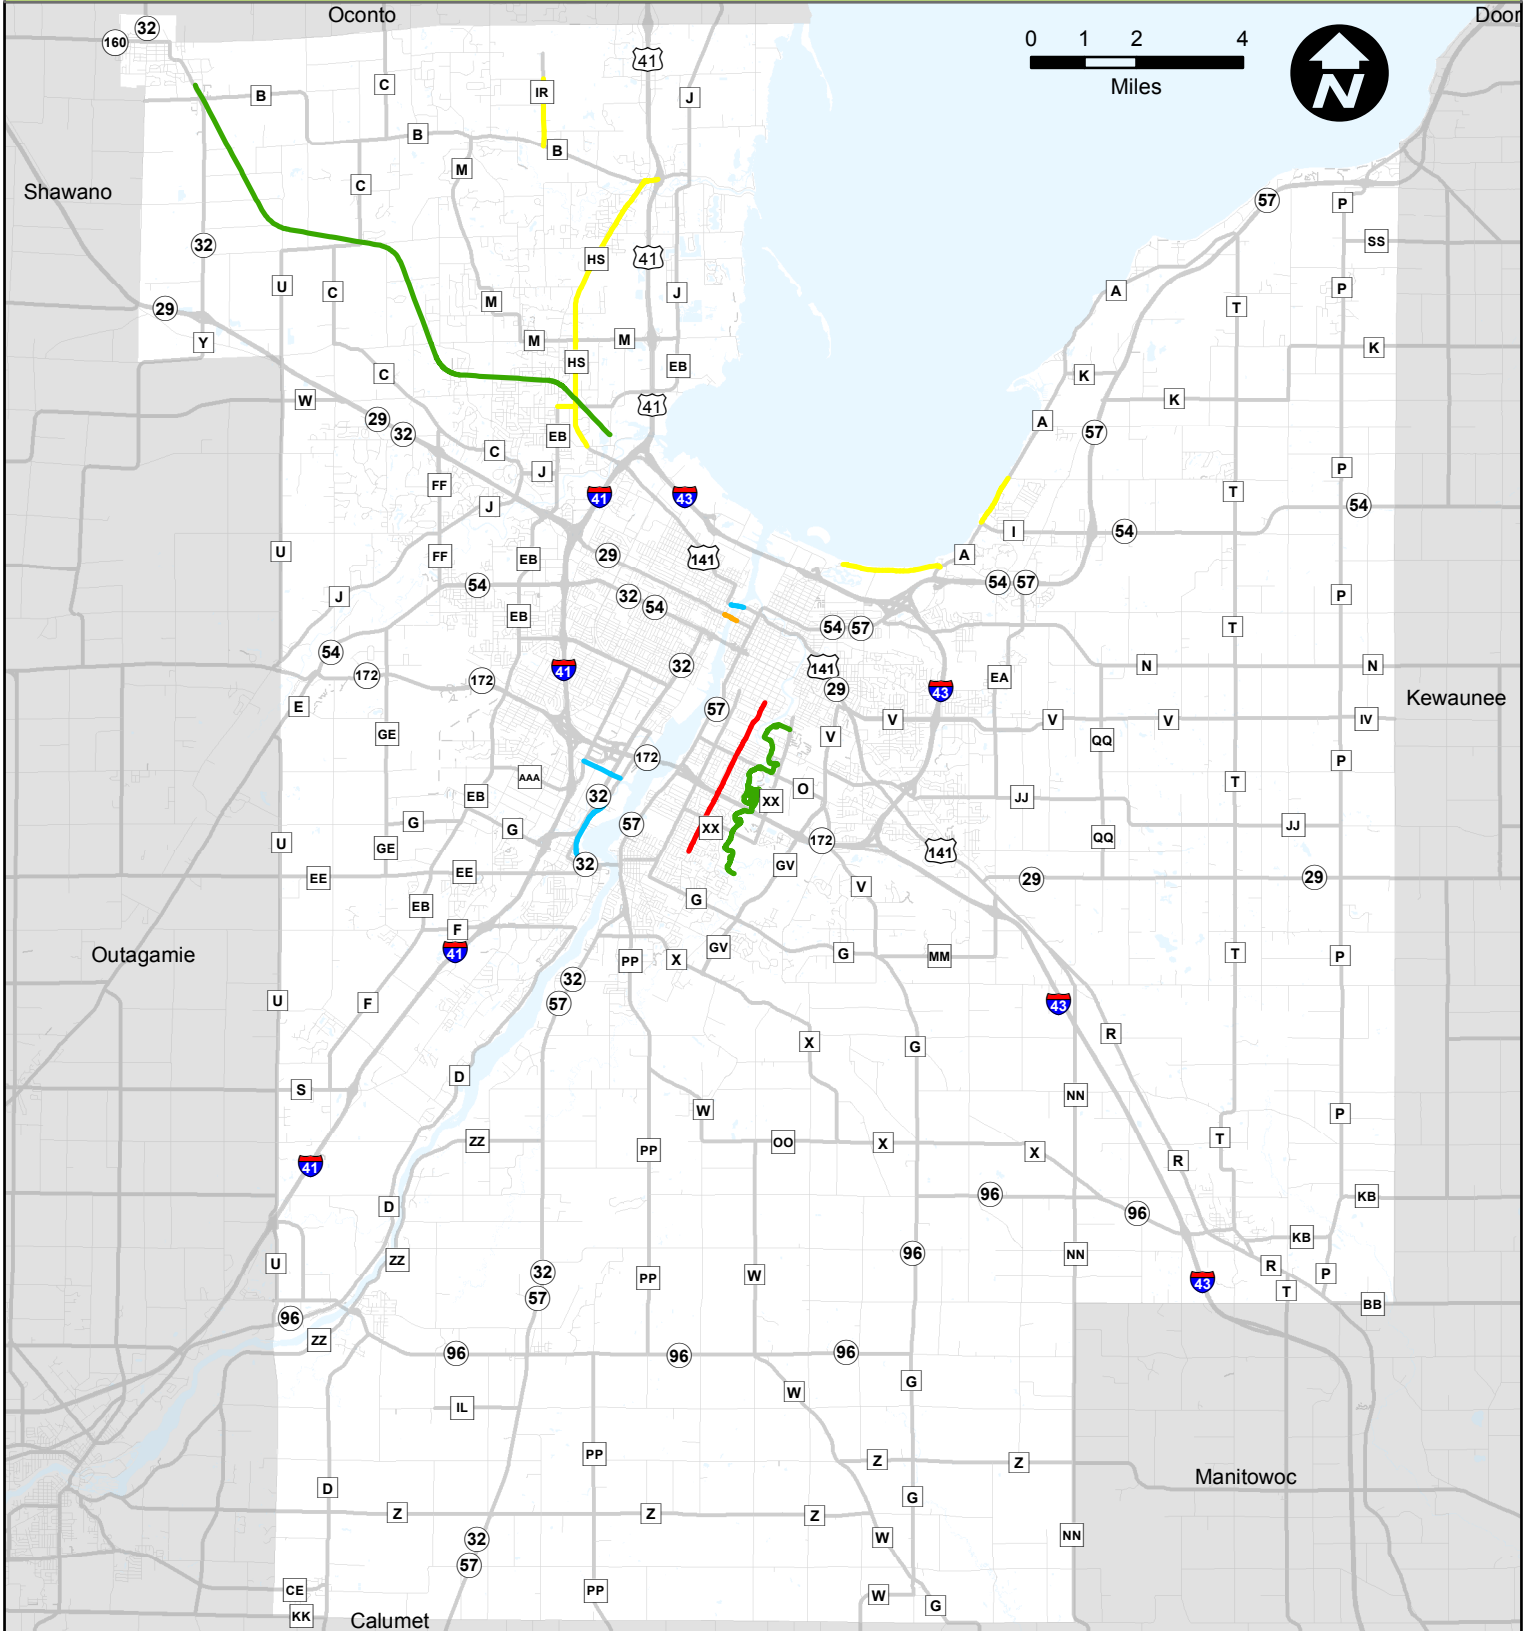 Oconto
Door
32
160
41
0 1 2 4
Miles
N
C
IR
J
B
B
B
M
C
Shawano
57
P
SS
32
HS
41
U
C
J
A
P
29
M
T
Y
M
M
HS
EB
K
C
K
W
K
41
29
32
A
EB
57
C
J
P
FF
41
43
T
J
54
I
54
U
FF
EB
29
141
A
54
54 57
J
32
54
P
EB
54 57
T
54
32
141
N
N
172
172
41
EA
29
43
Kewaunee
E
57
V
V
V
IV
GE
V
QQ
172
P
AAA
T
O
EB
32
XX
JJ
G
G
57
XX
JJ
U
GE
172
QQ
141
32
GV
EE
EE
29
29
V
G
EB
F
GV
41
G
MM
T
P
Outagamie
PP
X
32
U
F
57
43
R
X
G
D
S
NN
W
P
T
ZZ
OO
X
PP
X
41
R
96
KB
D
96
KB
96
NN
ZZ
U
R
32
PP
W
P
43
T
57
BB
96
ZZ
96
96
96
G
W
IL
PP
Z
Z
Manitowoc
D
G
Z
Z
Z
32
W
NN
57
CE
PP
W
G
KK
Calumet